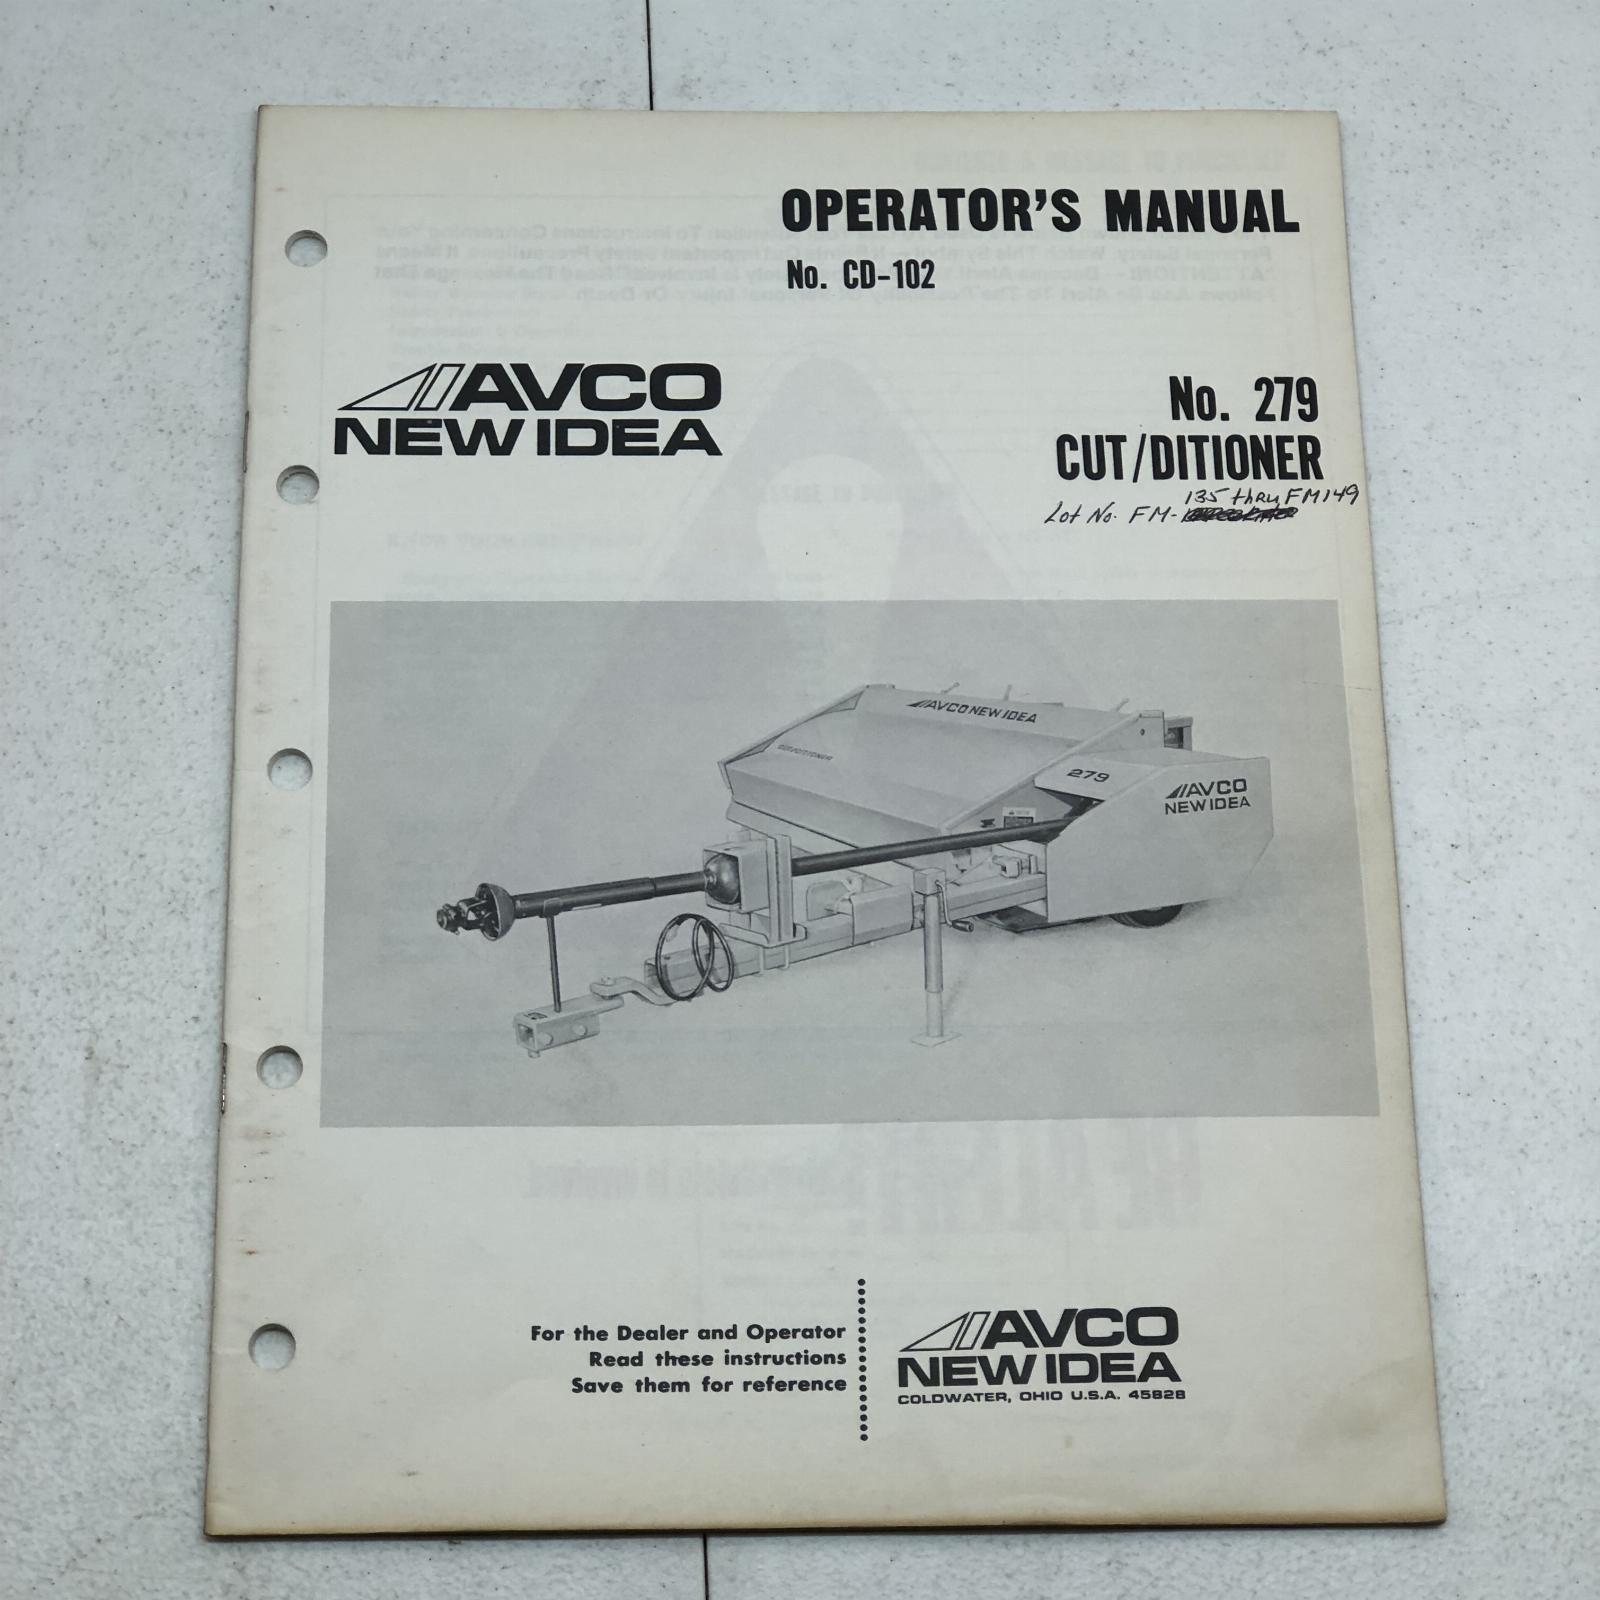 OPERATOR'S MANUAL
No. CD-102
AVCO
NEW IDEA
No. 279
CUT/DITIONER
135 thru FM149
Lot No. FM-
AVCO NEW IDEA
CUT/DITIONER
279
AVCO
NEW IDEA
For the Dealer and Operator
Read these instructions
Save them for reference
AVCO
NEW IDEA
COLDWATER, OHIO U.S.A. 45828